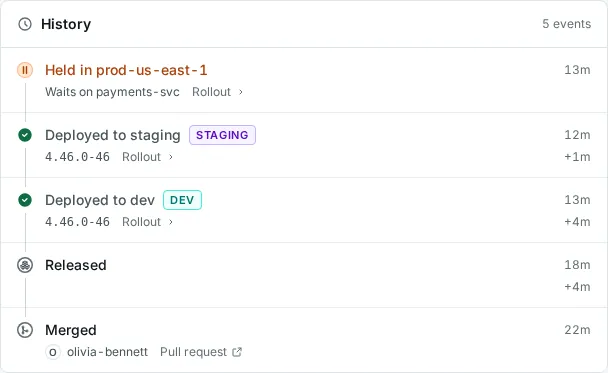 History 5 events
Held in prod-us-east-1 13m
Waits on payments-svc Rollout ›
Deployed to staging STAGING 12m
4.46.0-46 Rollout › +1m
Deployed to dev DEV 13m
4.46.0-46 Rollout › +4m
Released 18m
+4m
Merged 22m
O olivia-bennett Pull request